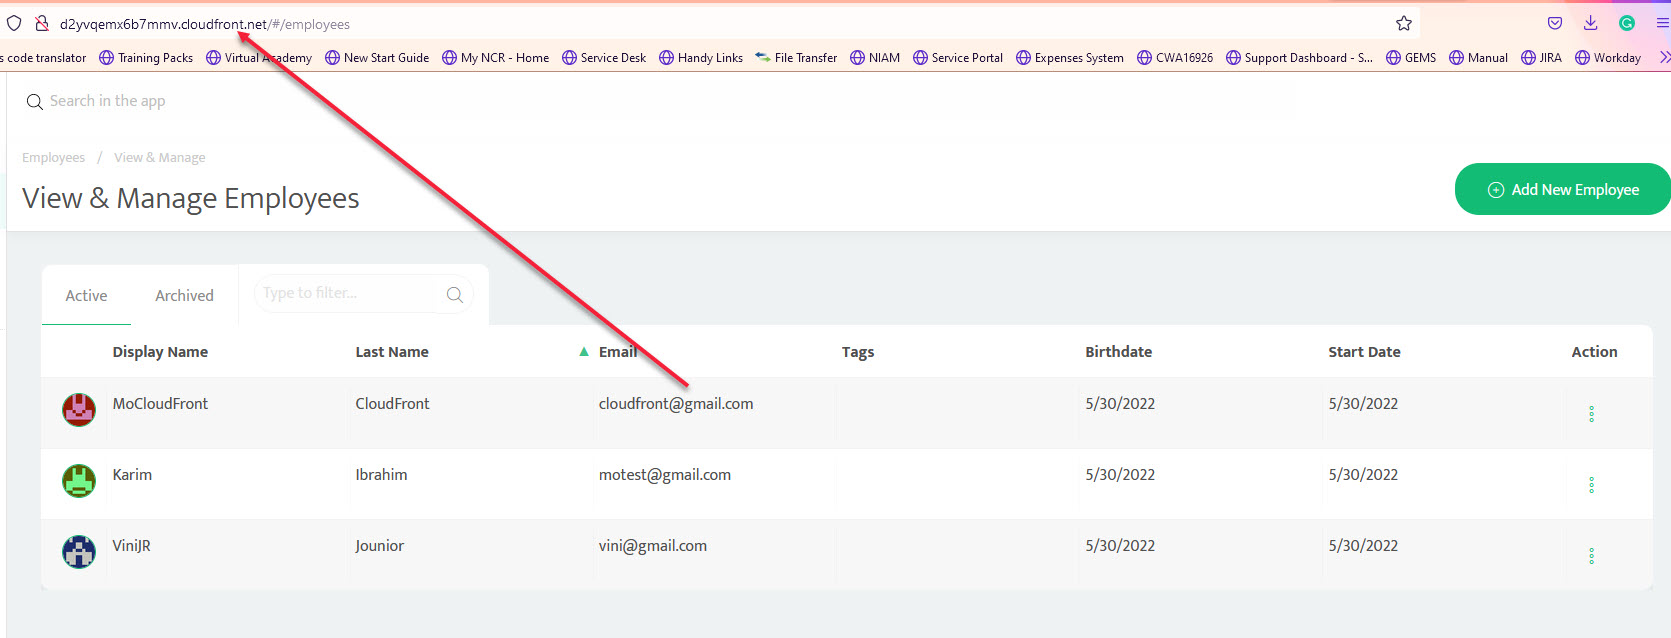 d2yvqemx6b7mmv.cloudfront.net/#/employees
s code translator Training Packs Virtual Academy New Start Guide My NCR - Home Service Desk Handy Links File Transfer NIAM Service Portal Expenses System CWA16926 Support Dashboard - S... GEMS Manual JIRA Workday
Search in the app
Employees / View & Manage
View & Manage Employees
Add New Employee
Active Archived Type to filter...
Display Name Last Name Email Tags Birthdate Start Date Action
MoCloudFront CloudFront cloudfront@gmail.com 5/30/2022 5/30/2022
Karim Ibrahim motest@gmail.com 5/30/2022 5/30/2022
ViniJR Jounior vini@gmail.com 5/30/2022 5/30/2022